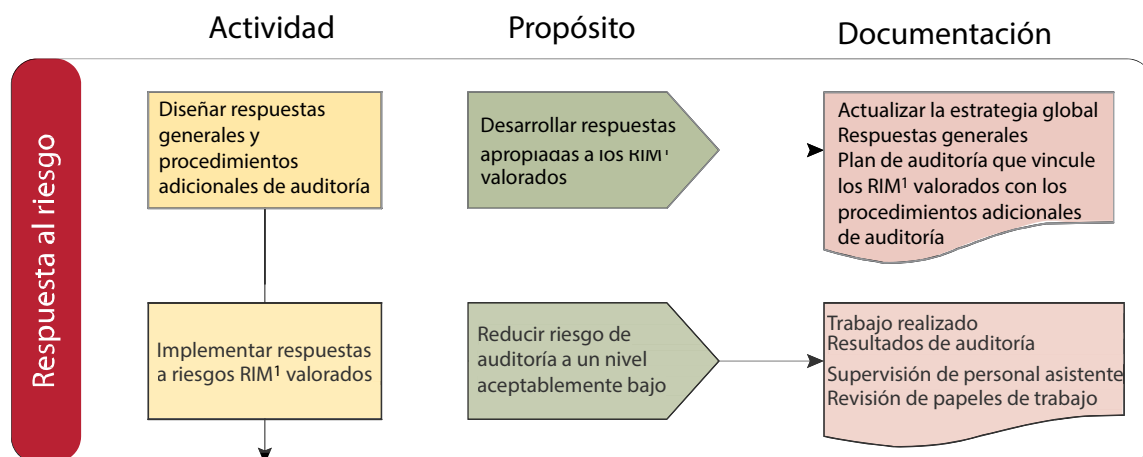 Actividad
Propósito
Documentación
Respuesta al riesgo
Diseñar respuestas
generales y
procedimientos
adicionales de auditoría
Desarrollar respuestas
apropiadas a los RIM¹
valorados
Actualizar la estrategia global
Respuestas generales
Plan de auditoría que vincule
los RIM¹ valorados con los
procedimientos adicionales
de auditoría
Implementar respuestas
a riesgos RIM¹ valorados
Reducir riesgo de
auditoría a un nivel
aceptablemente bajo
Trabajo realizado
Resultados de auditoría
Supervisión de personal asistente
Revisión de papeles de trabajo